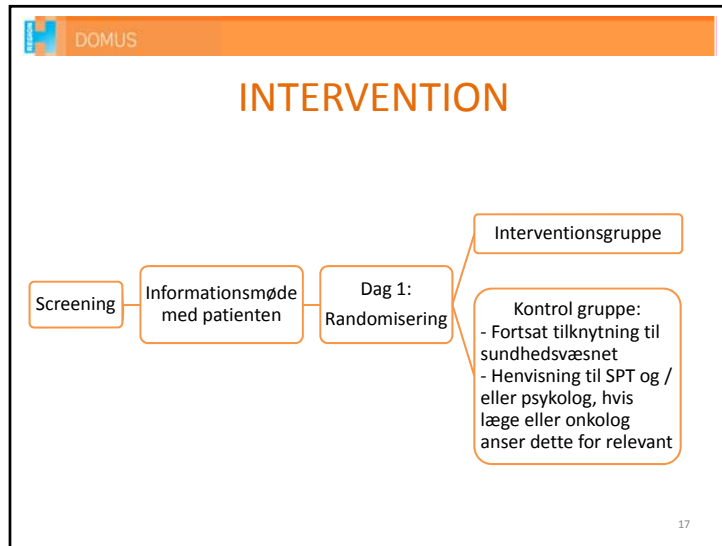 REGION
DOMUS
INTERVENTION
Screening
Informationsmøde
med patienten
Dag 1:
Randomisering
Interventionsgruppe
Kontrol gruppe:
- Fortsat tilknytning til
sundhedsvæsnet
- Henvisning til SPT og /
eller psykolog, hvis
læge eller onkolog
anser dette for relevant
17